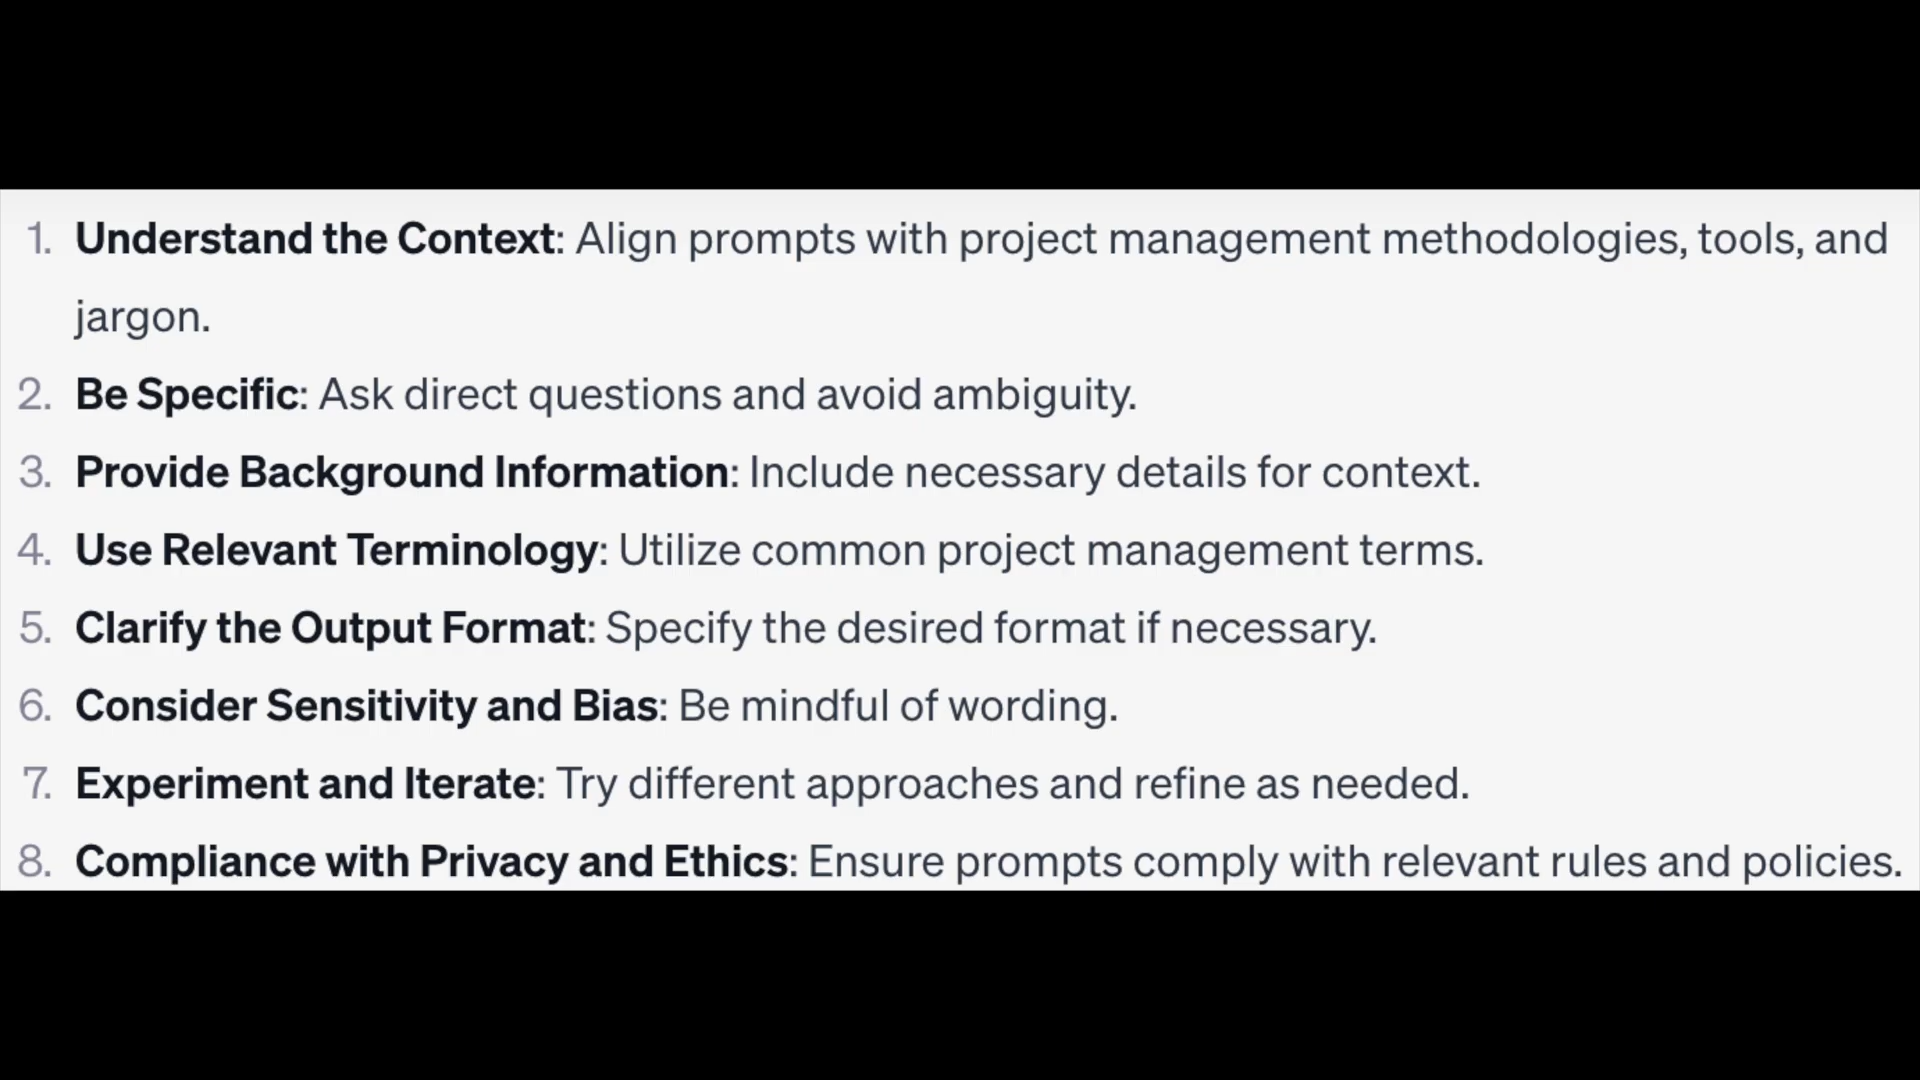 1. Understand the Context: Align prompts with project management methodologies, tools, and
jargon.
2. Be Specific: Ask direct questions and avoid ambiguity.
3. Provide Background Information: Include necessary details for context.
4. Use Relevant Terminology: Utilize common project management terms.
5. Clarify the Output Format: Specify the desired format if necessary.
6. Consider Sensitivity and Bias: Be mindful of wording.
7. Experiment and Iterate: Try different approaches and refine as needed.
8. Compliance with Privacy and Ethics: Ensure prompts comply with relevant rules and policies.